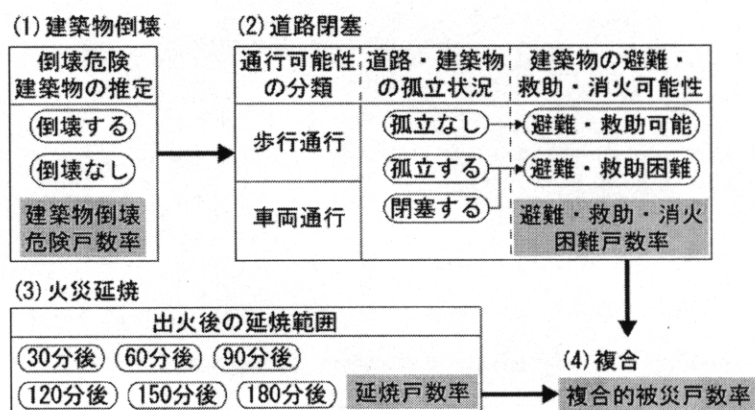 (1) 建築物倒壊
倒壊危険
建築物の推定
倒壊する
倒壊なし
建築物倒壊
危険戸数率
(2) 道路閉塞
通行可能性
の分類
歩行通行
車両通行
道路・建築物
の孤立状況
孤立なし
孤立する
閉塞する
建築物の避難・
救助・消火可能性
避難・救助可能
避難・救助困難
避難・救助・消火
困難戸数率
(3) 火災延焼
出火後の延焼範囲
30分後 60分後 90分後
120分後 150分後 180分後
延焼戸数率
(4) 複合
複合的被災戸数率